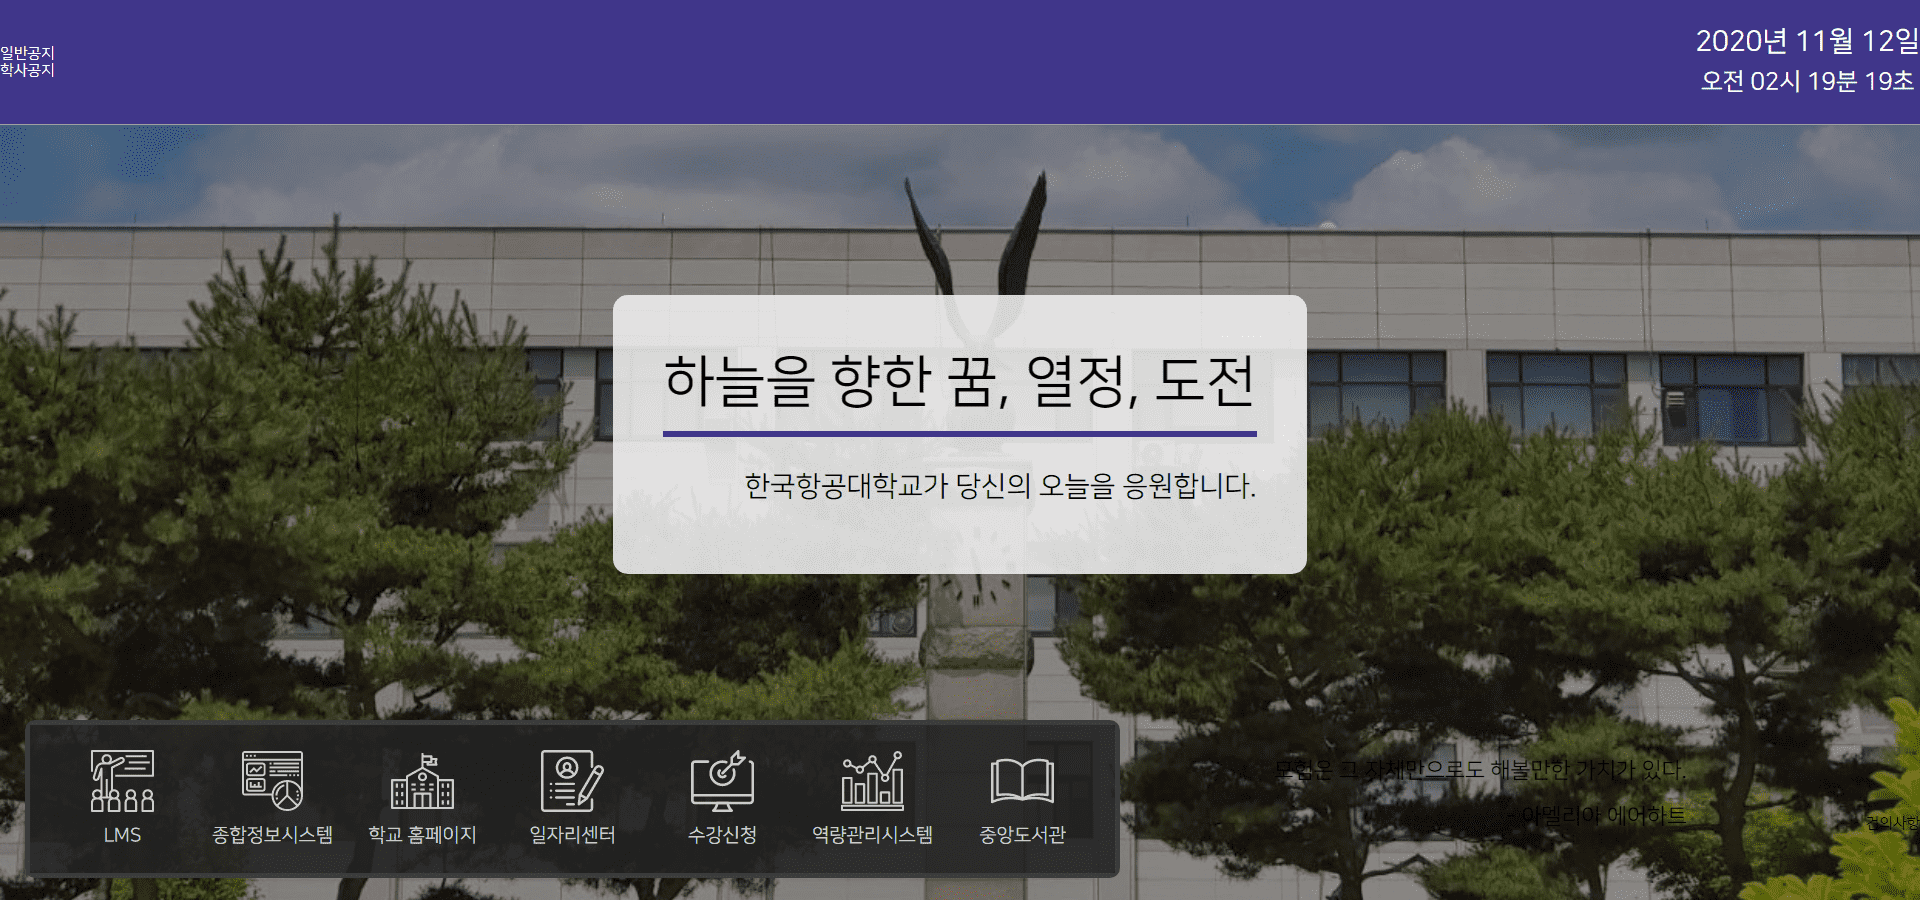 일반공지
학사공지
2020년 11월 12일
오전 02시 19분 19초
하늘을 향한 꿈, 열정, 도전
한국항공대학교가 당신의 오늘을 응원합니다.
LMS
종합정보시스템
학교 홈페이지
일자리센터
수강신청
역량관리시스템
중앙도서관
모험은 그 자체만으로도 해볼만한 가치가 있다.
- 아멜리아 에어하트
건의사항